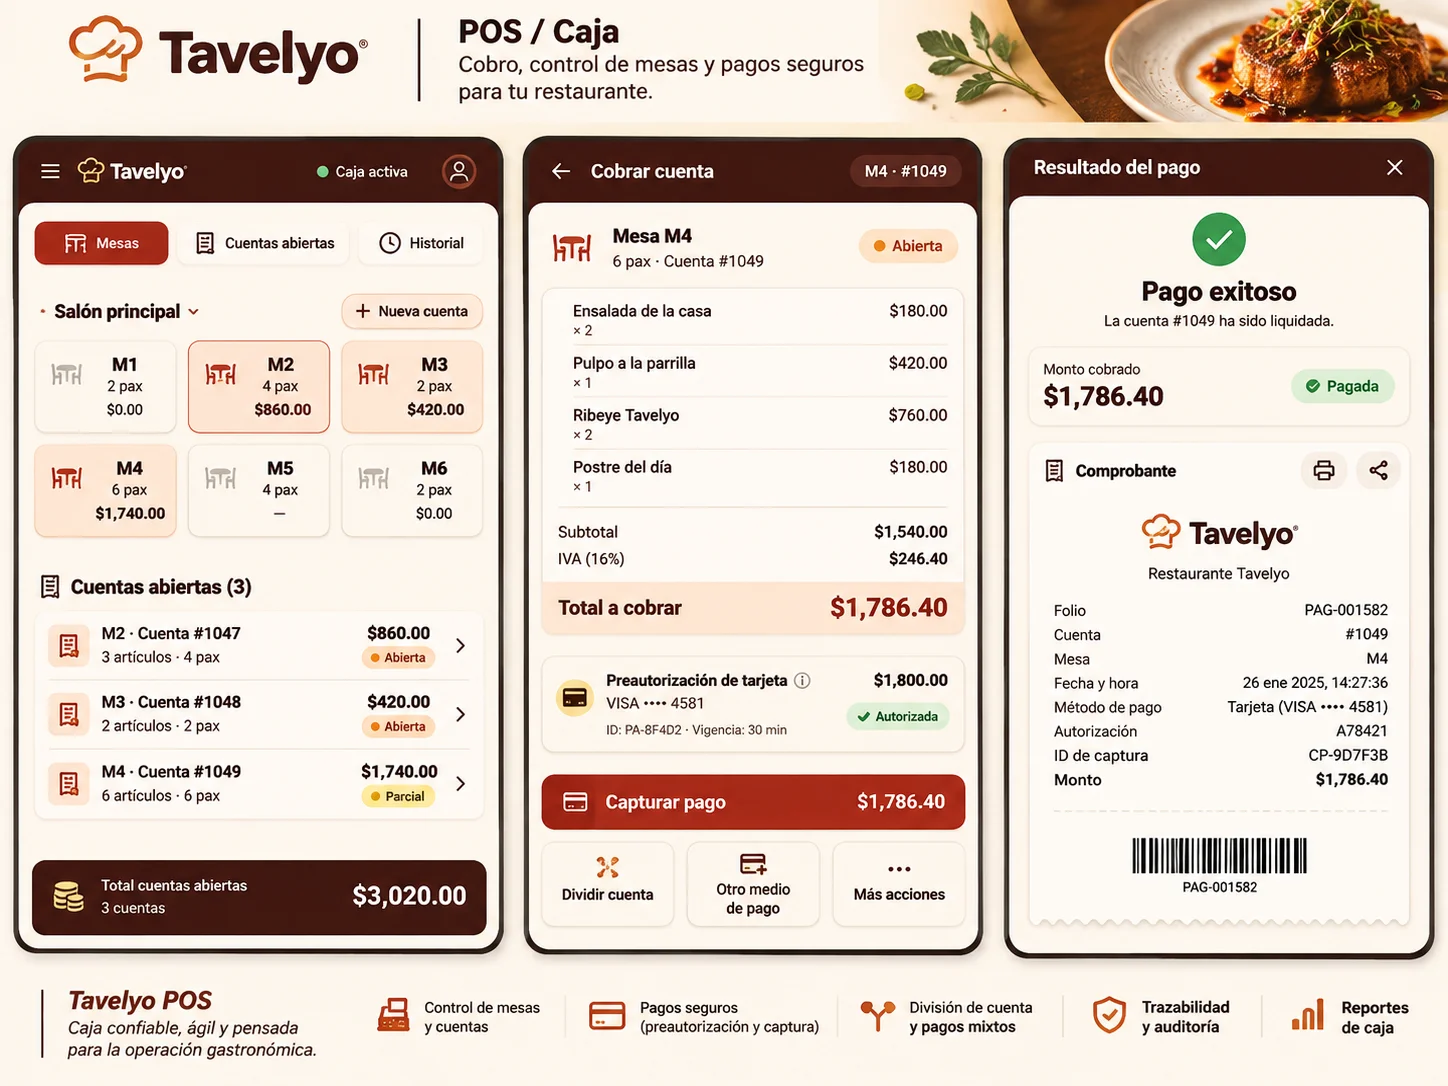 Tavelyo®
POS / Caja
Cobro, control de mesas y pagos seguros
para tu restaurante.
Tavelyo
Caja activa
Mesas
Cuentas abiertas
Historial
Salón principal
+ Nueva cuenta
M1
2 pax
$0.00
M2
4 pax
$860.00
M3
2 pax
$420.00
M4
6 pax
$1,740.00
M5
4 pax
—
M6
2 pax
$0.00
Cuentas abiertas (3)
M2 · Cuenta #1047
3 artículos · 4 pax
$860.00
Abierta
M3 · Cuenta #1048
2 artículos · 2 pax
$420.00
Abierta
M4 · Cuenta #1049
6 artículos · 6 pax
$1,740.00
Parcial
Total cuentas abiertas
3 cuentas
$3,020.00
Cobrar cuenta
M4 · #1049
Mesa M4
6 pax · Cuenta #1049
Abierta
Ensalada de la casa $180.00
× 2
Pulpo a la parrilla $420.00
× 1
Ribeye Tavelyo $760.00
× 2
Postre del día $180.00
× 1
Subtotal $1,540.00
IVA (16%) $246.40
Total a cobrar $1,786.40
Preautorización de tarjeta $1,800.00
VISA •••• 4581
Autorizada
ID: PA-8F4D2 · Vigencia: 30 min
Capturar pago $1,786.40
Dividir cuenta
Otro medio
de pago
Más acciones
Resultado del pago
Pago exitoso
La cuenta #1049 ha sido liquidada.
Monto cobrado
$1,786.40
Pagada
Comprobante
Tavelyo®
Restaurante Tavelyo
Folio PAG-001582
Cuenta #1049
Mesa M4
Fecha y hora 26 ene 2025, 14:27:36
Método de pago Tarjeta (VISA •••• 4581)
Autorización A78421
ID de captura CP-9D7F3B
Monto $1,786.40
PAG-001582
Tavelyo POS
Caja confiable, ágil y pensada
para la operación gastronómica.
Control de mesas
y cuentas
Pagos seguros
(preautorización y captura)
División de cuenta
y pagos mixtos
Trazabilidad
y auditoría
Reportes
de caja